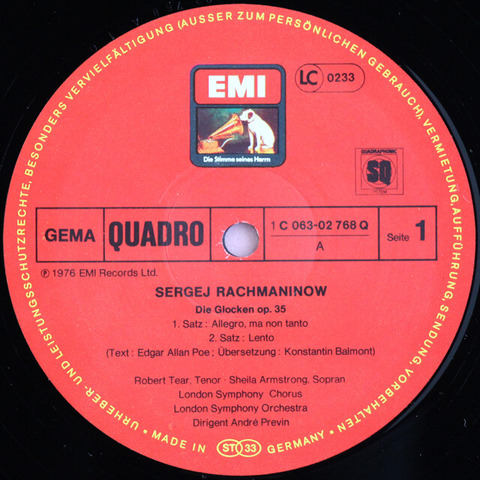 URHEBER- UND LEISTUNGSSCHUTZRECHTE, BESONDERS VERVIELFÄLTIGUNG (AUSSER ZUM PERSÖNLICHEN GEBRAUCH), VERMIETUNG, AUFFÜHRUNG, SENDUNG, VORBEHALTEN
EMI
LC 0233
Die Stimme seines Herrn
QUADRAPHONIC
SQ
GEMA
QUADRO
1 C 063-02 768 Q
A
Seite 1
℗ 1976 EMI Records Ltd.
SERGEJ RACHMANINOW
Die Glocken op. 35
1. Satz: Allegro, ma non tanto
2. Satz: Lento
(Text: Edgar Allan Poe; Übersetzung: Konstantin Balmont)
Robert Tear, Tenor · Sheila Armstrong, Sopran
London Symphony Chorus
London Symphony Orchestra
Dirigent André Previn
• MADE IN STEREO 33 GERMANY •